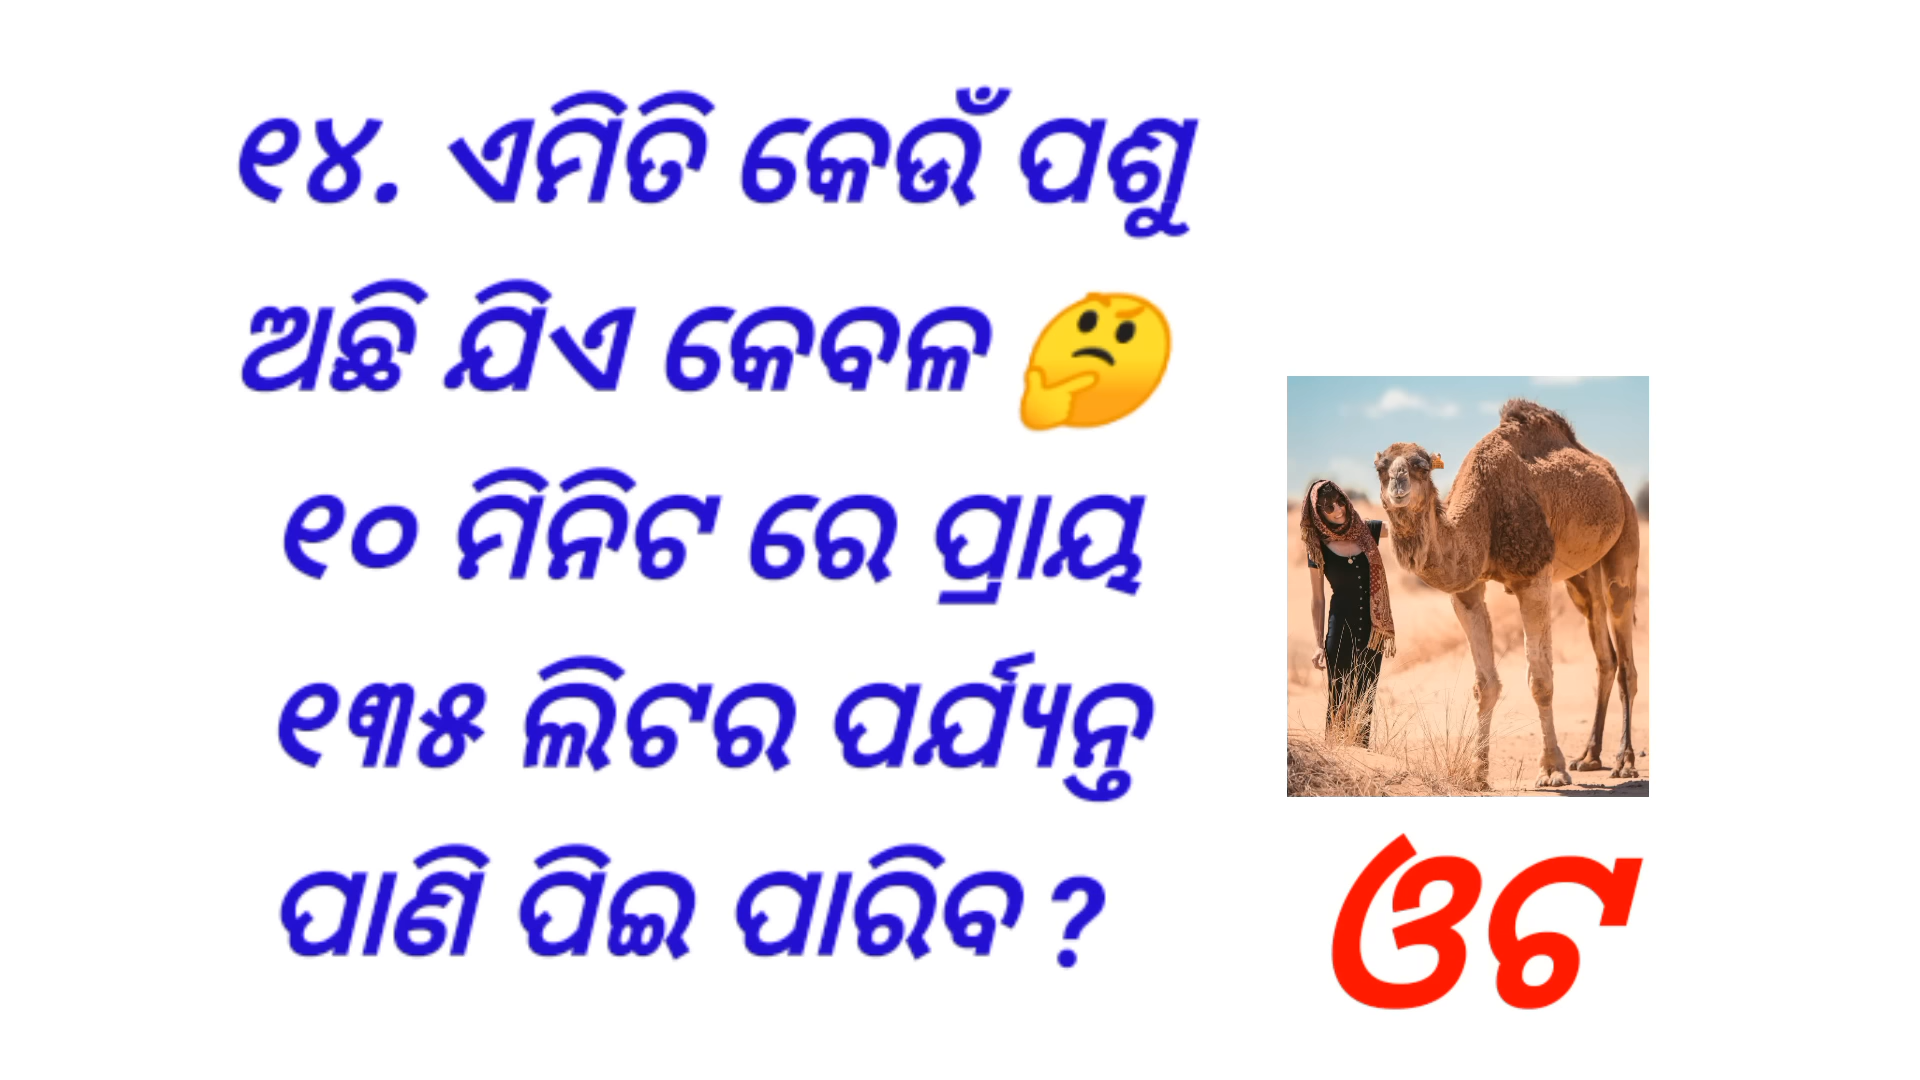 ୧୪. ଏମିତି କେଉଁ ପଶୁ
ଅଛି ଯିଏ କେବଳ 🤔
୧୦ ମିନିଟ ରେ ପ୍ରାୟ
୧୩୫ ଲିଟର ପର୍ଯ୍ୟନ୍ତ
ପାଣି ପିଇ ପାରିବ ?
ଓଟ